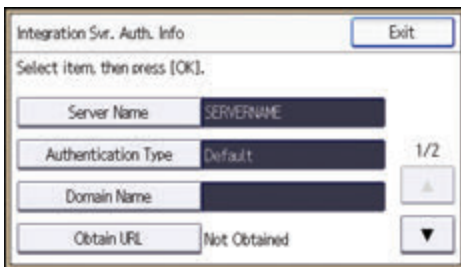 Integration Svr. Auth. Info
Exit
Select item, then press [OK].
Server Name
SERVERNAME
Authentication Type
Default
1/2
Domain Name
Obtain URL
Not Obtained